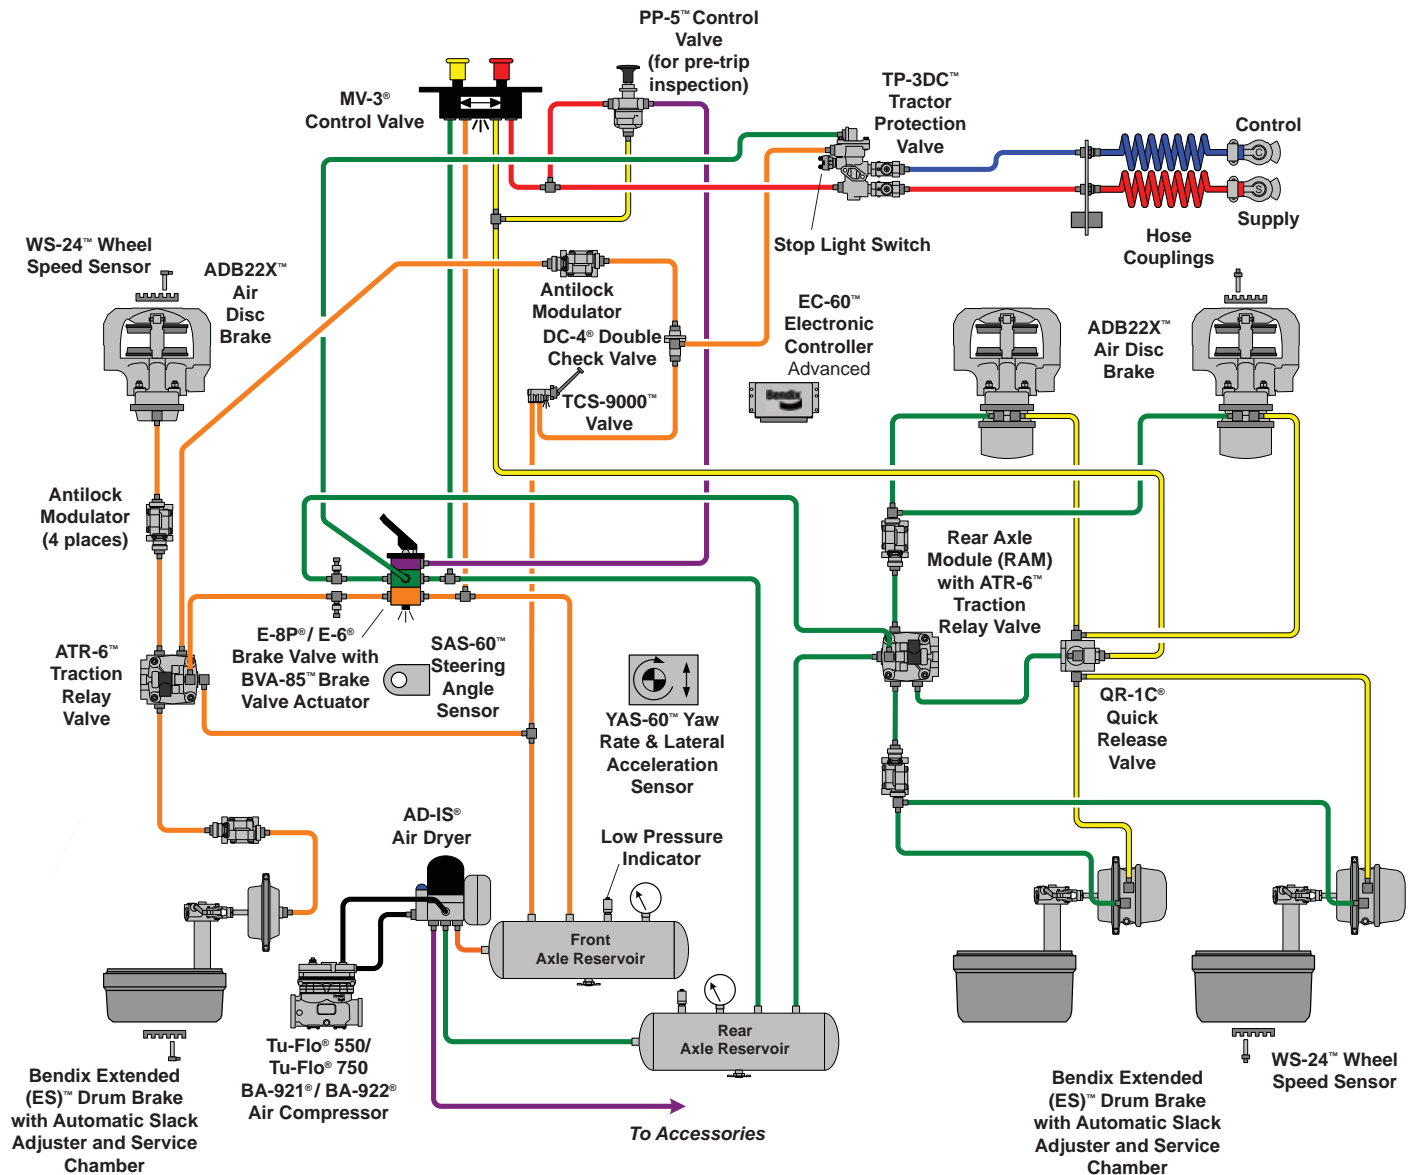 PP-5™ Control
Valve
(for pre-trip
inspection)
MV-3®
Control Valve
TP-3DC™
Tractor
Protection
Valve
Control
C
S
Supply
Hose
Couplings
Stop Light Switch
WS-24™ Wheel
Speed Sensor
ADB22X™
Air
Disc
Brake
Antilock
Modulator
DC-4® Double
Check Valve
TCS-9000™
Valve
EC-60™
Electronic
Controller
Advanced
Bendix
ADB22X™
Air Disc
Brake
Antilock
Modulator
(4 places)
Rear Axle
Module (RAM)
with ATR-6™
Traction
Relay Valve
E-8P®/ E-6®
Brake Valve with
BVA-85™ Brake
Valve Actuator
SAS-60™
Steering
Angle
Sensor
ATR-6™
Traction
Relay
Valve
YAS-60™ Yaw
Rate & Lateral
Acceleration
Sensor
QR-1C®
Quick
Release
Valve
AD-IS®
Air Dryer
Low Pressure
Indicator
Front
Axle Reservoir
Rear
Axle Reservoir
Tu-Flo® 550/
Tu-Flo® 750
BA-921®/ BA-922®
Air Compressor
To Accessories
Bendix Extended
(ES)™ Drum Brake
with Automatic Slack
Adjuster and Service
Chamber
Bendix Extended
(ES)™ Drum Brake
with Automatic Slack
Adjuster and Service
Chamber
WS-24™ Wheel
Speed Sensor